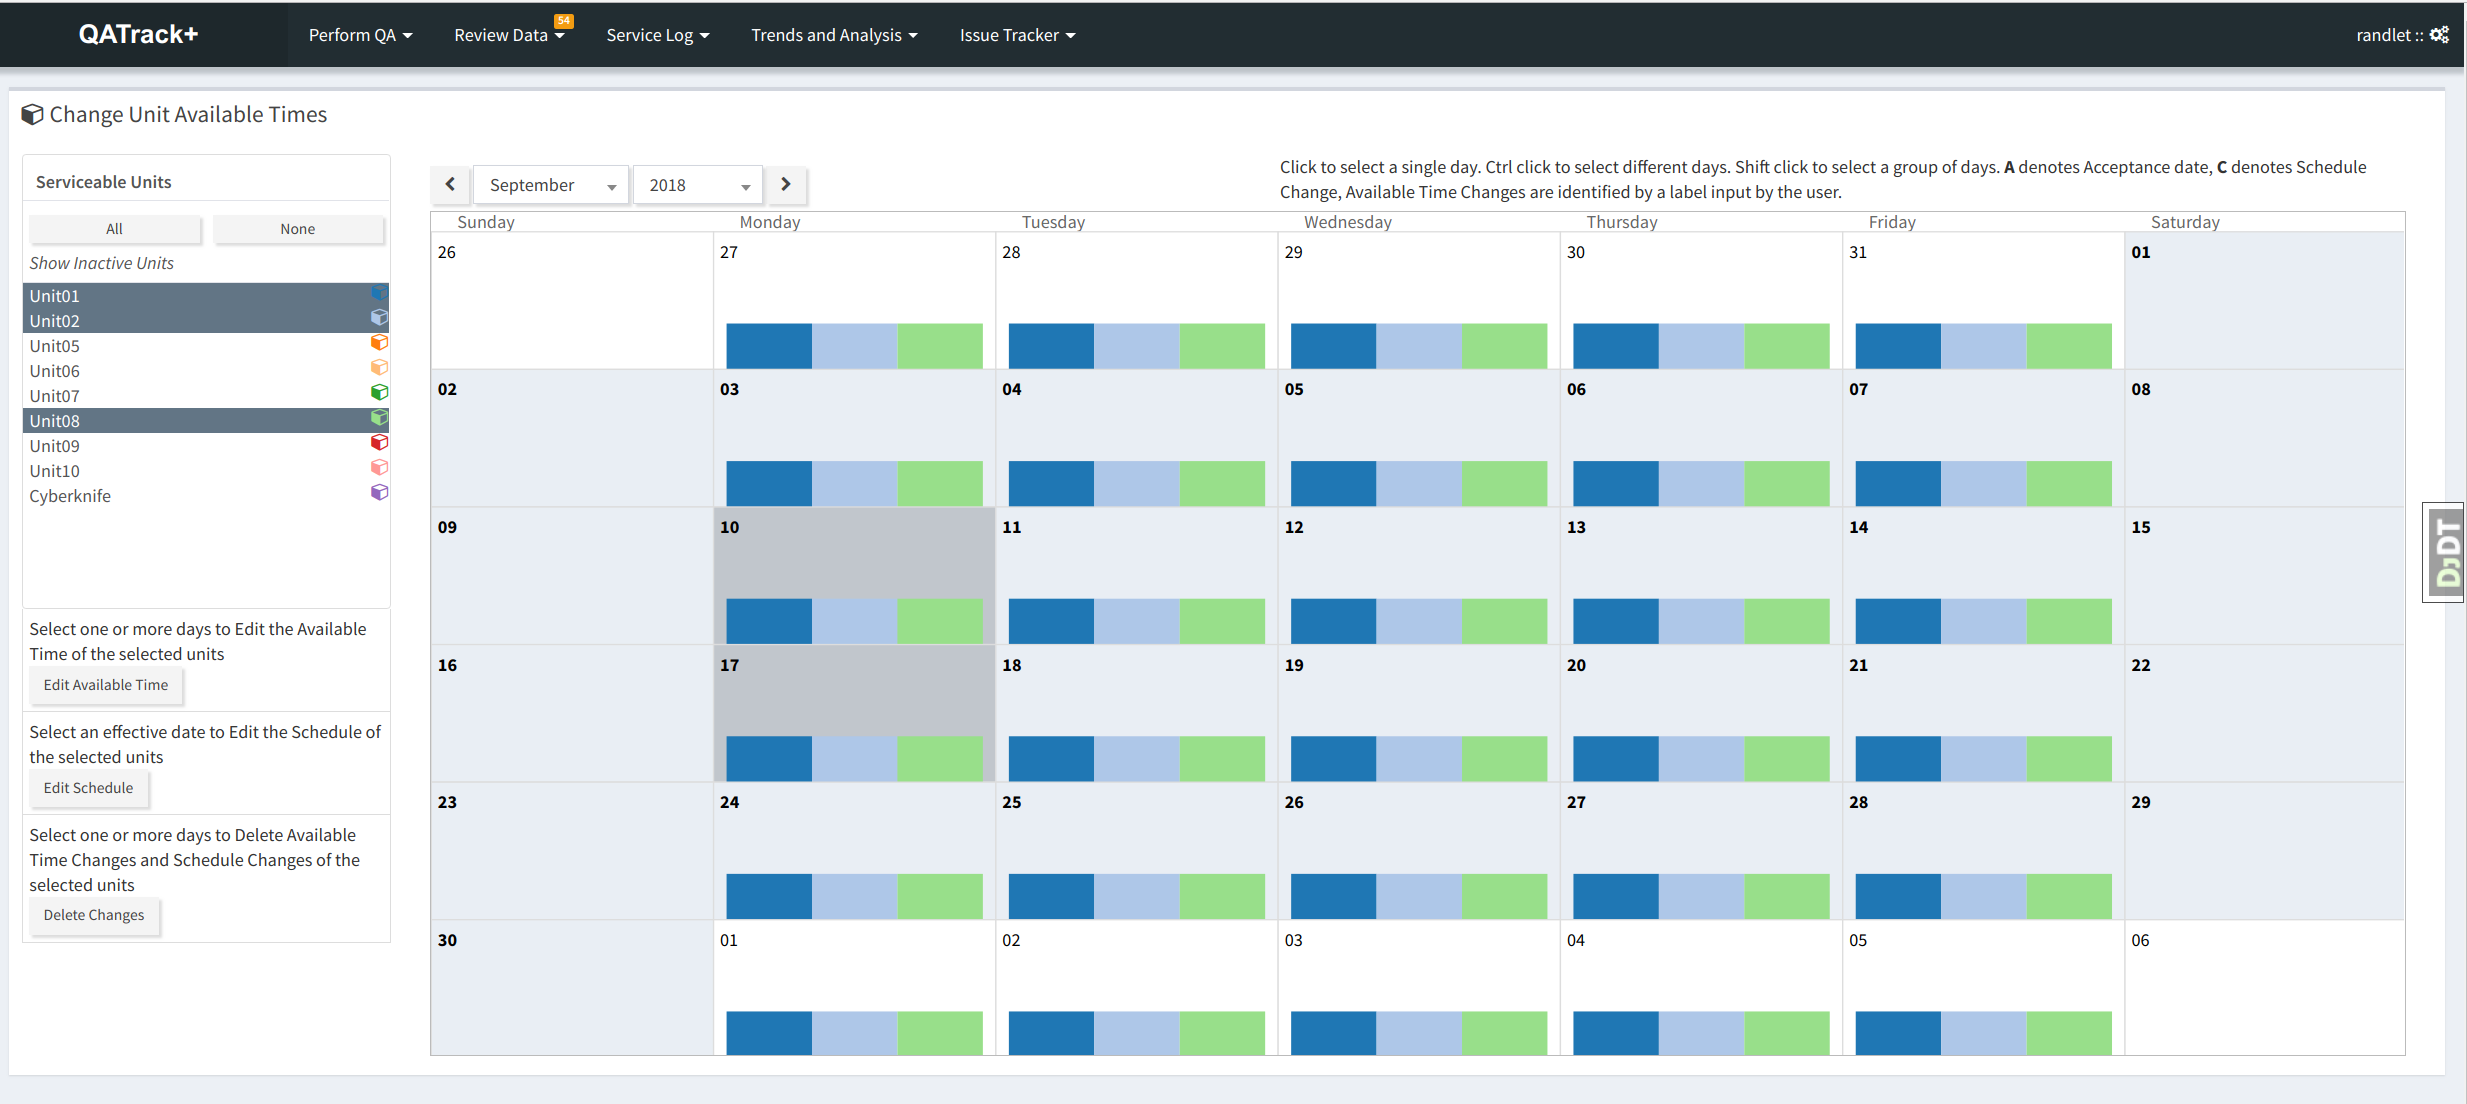 QATrack+
Perform QA
Review Data
54
Service Log
Trends and Analysis
Issue Tracker
randlet ::
Change Unit Available Times
Serviceable Units
All
None
Show Inactive Units
Unit01
Unit02
Unit05
Unit06
Unit07
Unit08
Unit09
Unit10
Cyberknife
Select one or more days to Edit the Available
Time of the selected units
Edit Available Time
Select an effective date to Edit the Schedule of
the selected units
Edit Schedule
Select one or more days to Delete Available
Time Changes and Schedule Changes of the
selected units
Delete Changes
September
2018
Click to select a single day. Ctrl click to select different days. Shift click to select a group of days. A denotes Acceptance date, C denotes Schedule
Change, Available Time Changes are identified by a label input by the user.
Sunday Monday Tuesday Wednesday Thursday Friday Saturday
26 27 28 29 30 31 01
02 03 04 05 06 07 08
09 10 11 12 13 14 15
16 17 18 19 20 21 22
23 24 25 26 27 28 29
30 01 02 03 04 05 06
DJDT